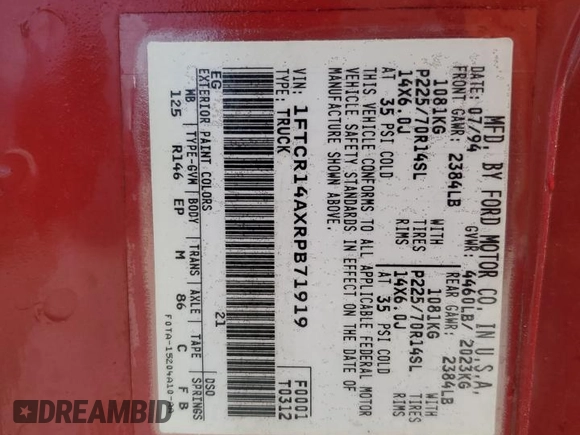 MFD. BY FORD MOTOR CO. IN U.S.A.
DATE: 07/94 GVWR: 4460LB/ 2023KG
FRONT GAWR: 2384LB REAR GAWR: 2384LB
1081KG WITH 1081KG WITH
P225/70R14SL TIRES P225/70R14SL TIRES
14X6.0J RIMS 14X6.0J RIMS
AT 35 PSI COLD AT 35 PSI COLD
THIS VEHICLE CONFORMS TO ALL APPLICABLE FEDERAL MOTOR
VEHICLE SAFETY STANDARDS IN EFFECT ON THE DATE OF
MANUFACTURE SHOWN ABOVE.
VIN: 1FTCR14AXRPB71919 F0001
TYPE: TRUCK T0312
EG 21
EXTERIOR PAINT COLORS DSO
WB TYPE-GVM BODY TRANS AXLE TAPE SPRINGS
125 R146 EP M 86 C F B
DREAMBID